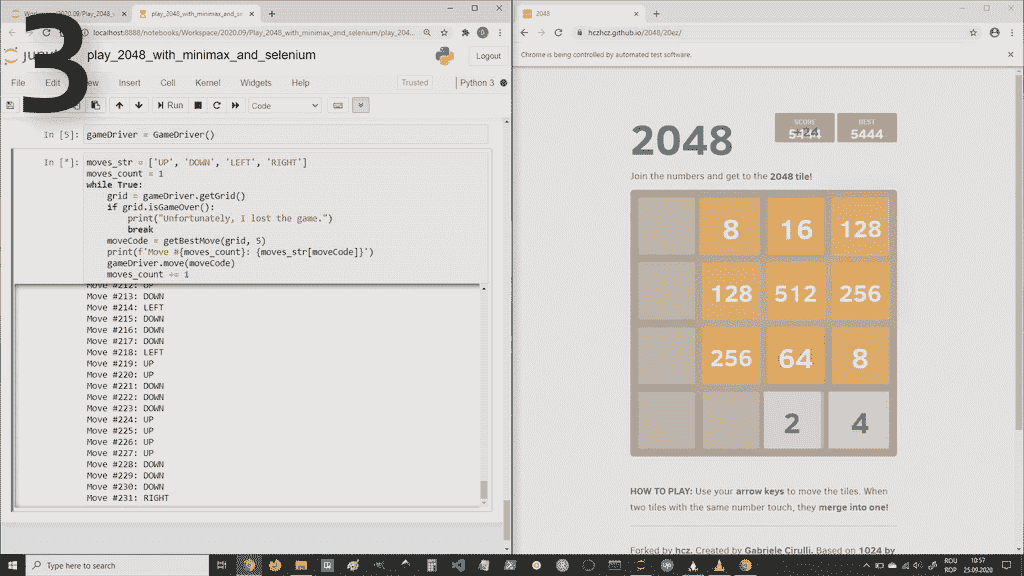 3
play_2048_with_minimax_and_se
2048
localhost:8888/notebooks/Workspace/2020.09/Play_2048_with_minimax_and_selenium/play_204...
hczhcz.github.io/2048/20ez/
Chrome is being controlled by automated test software.
play_2048_with_minimax_and_selenium
Logout
File Edit View Insert Cell Kernel Widgets Help
Trusted
Python 3
Run
Code
In [5]: gameDriver = GameDriver()
In [*]: moves_str = ['UP', 'DOWN', 'LEFT', 'RIGHT']
moves_count = 1
while True:
grid = gameDriver.getGrid()
if grid.isGameOver():
print("Unfortunately, I lost the game.")
break
moveCode = getBestMove(grid, 5)
print(f'Move #{moves_count}: {moves_str[moveCode]}')
gameDriver.move(moveCode)
moves_count += 1
Move #212: UP
Move #213: DOWN
Move #214: LEFT
Move #215: DOWN
Move #216: DOWN
Move #217: DOWN
Move #218: LEFT
Move #219: UP
Move #220: UP
Move #221: DOWN
Move #222: DOWN
Move #223: DOWN
Move #224: UP
Move #225: UP
Move #226: UP
Move #227: UP
Move #228: DOWN
Move #229: DOWN
Move #230: DOWN
Move #231: RIGHT
2048
SCORE
5444
+24
BEST
5444
Join the numbers and get to the 2048 tile!
8 16 128
128 512 256
256 64 8
2 4
HOW TO PLAY: Use your arrow keys to move the tiles. When
two tiles with the same number touch, they merge into one!
Forked by hcz. Created by Gabriele Cirulli. Based on 1024 by
Type here to search
ROU
ROP
10:57
25.09.2020